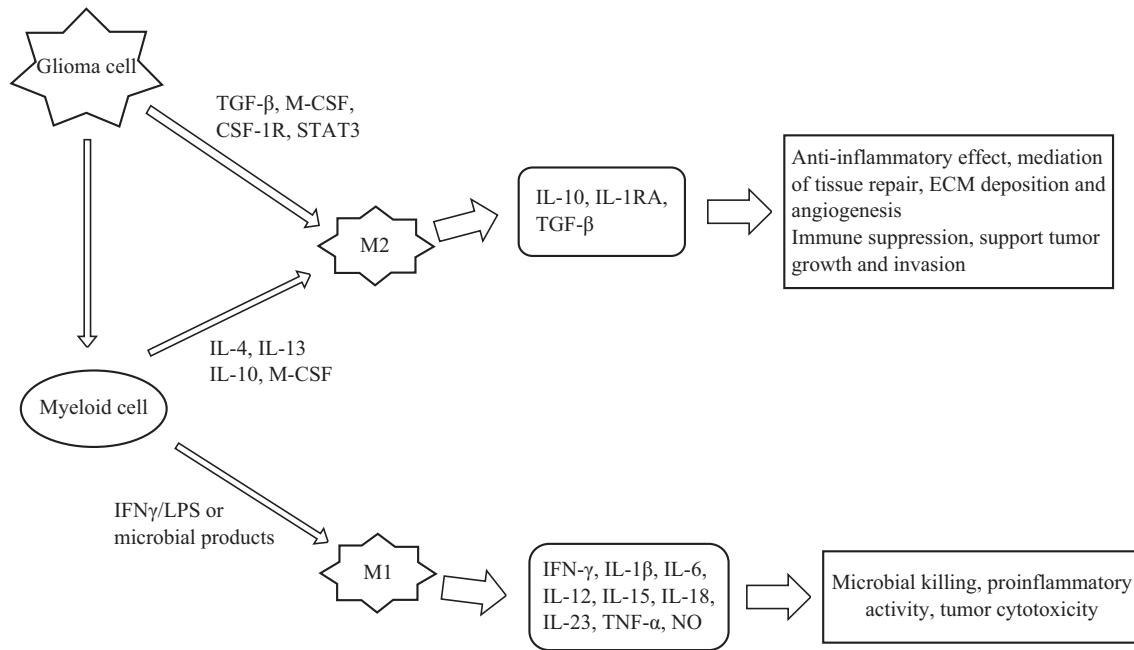 Glioma cell
TGF-β, M-CSF,
CSF-1R, STAT3
M2
IL-10, IL-1RA,
TGF-β
Anti-inflammatory effect, mediation
of tissue repair, ECM deposition and
angiogenesis
Immune suppression, support tumor
growth and invasion
IL-4, IL-13
IL-10, M-CSF
Myeloid cell
IFNγ/LPS or
microbial products
M1
IFN-γ, IL-1β, IL-6,
IL-12, IL-15, IL-18,
IL-23, TNF-α, NO
Microbial killing, proinflammatory
activity, tumor cytotoxicity